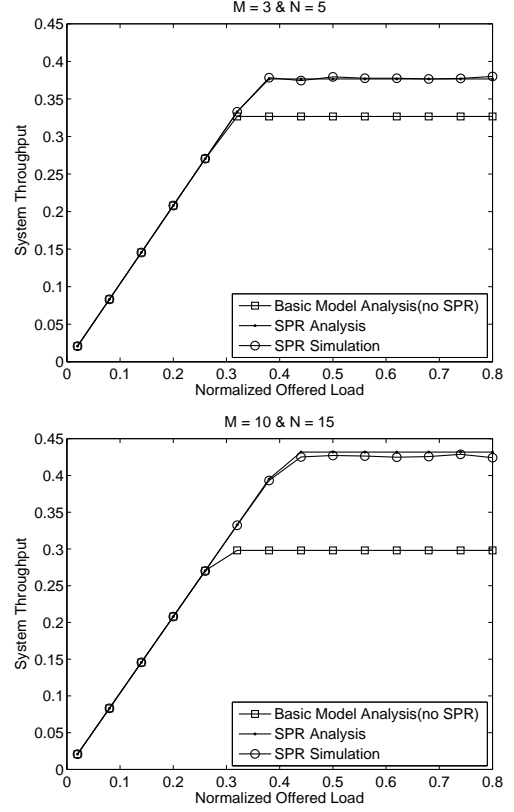 M = 3 & N = 5
0.45
0.4
0.35
0.3
0.25
0.2
0.15
0.1
0.05
0
System Throughput
Basic Model Analysis(no SPR)
SPR Analysis
SPR Simulation
0 0.1 0.2 0.3 0.4 0.5 0.6 0.7 0.8
Normalized Offered Load
M = 10 & N = 15
0.45
0.4
0.35
0.3
0.25
0.2
0.15
0.1
0.05
0
System Throughput
Basic Model Analysis(no SPR)
SPR Analysis
SPR Simulation
0 0.1 0.2 0.3 0.4 0.5 0.6 0.7 0.8
Normalized Offered Load